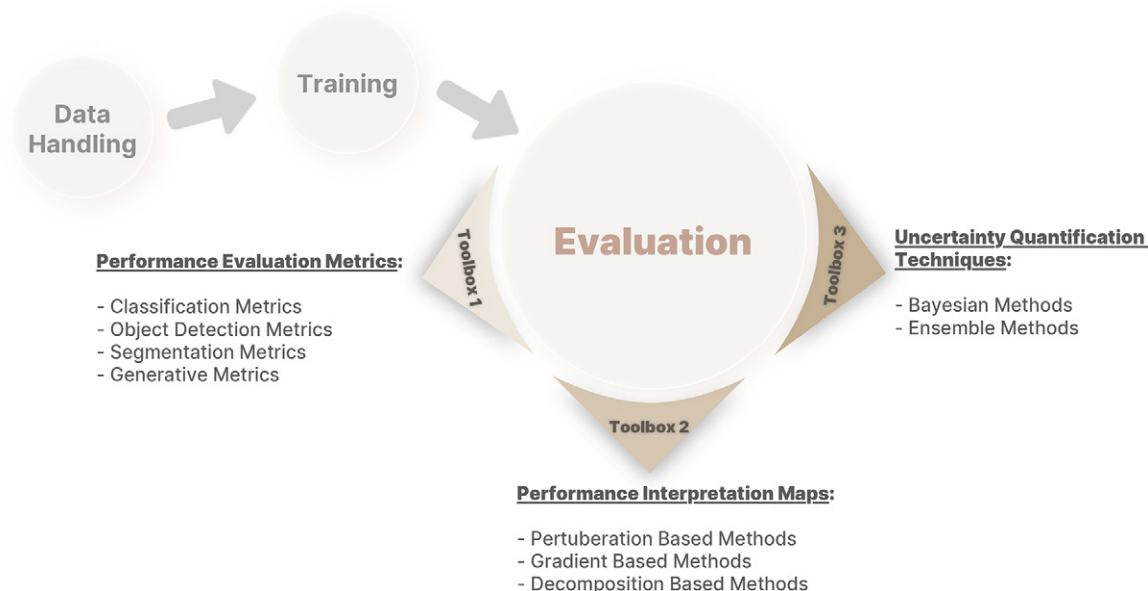 Data
Handling
Training
Evaluation
Toolbox 1
Toolbox 2
Toolbox 3
Performance Evaluation Metrics:
- Classification Metrics
- Object Detection Metrics
- Segmentation Metrics
- Generative Metrics
Performance Interpretation Maps:
- Pertuberation Based Methods
- Gradient Based Methods
- Decomposition Based Methods
Uncertainty Quantification
Techniques:
- Bayesian Methods
- Ensemble Methods